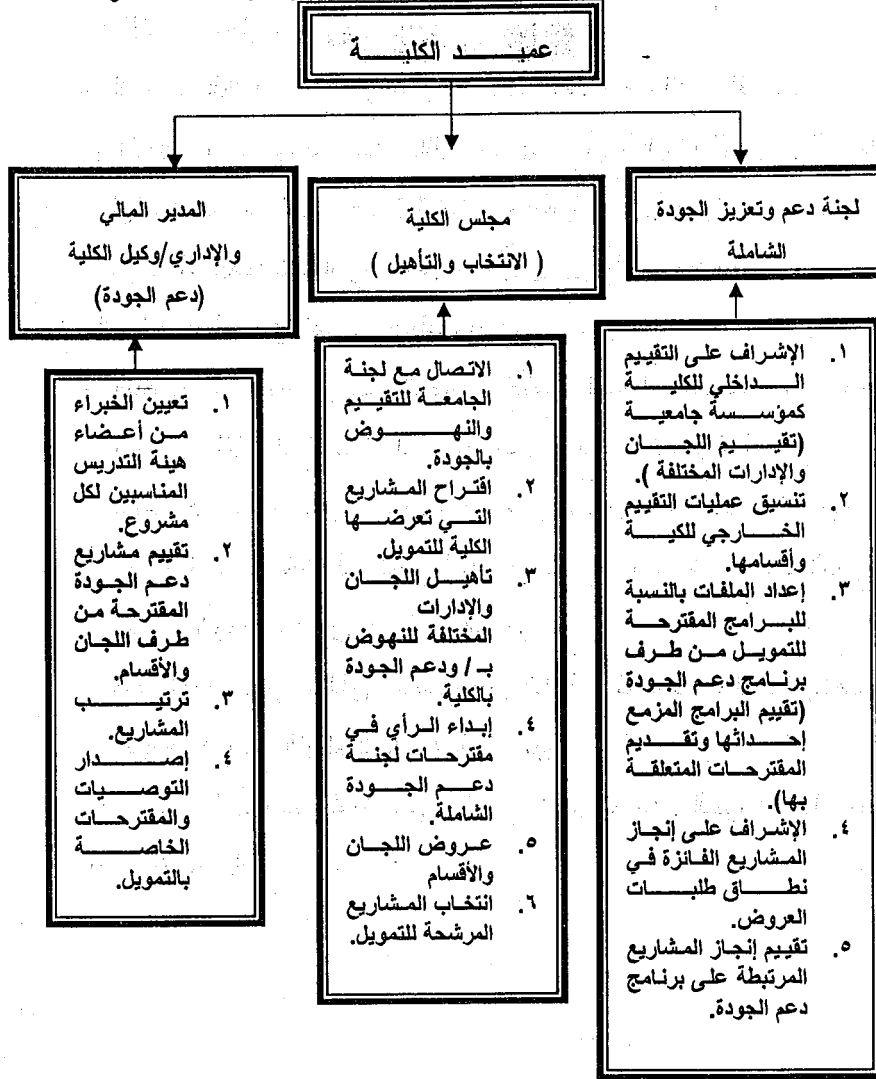 عميد الكلية
لجنة دعم وتعزيز الجودة
الشاملة
مجلس الكلية
( الانتخاب والتأهيل )
المدير المالي
والإداري/وكيل الكلية
(دعم الجودة)
١. الإشراف على التقييم
الداخلي للكلية
كمؤسسة جامعية
(تقييم اللجان
والإدارات المختلفة ).
٢. تنسيق عمليات التقييم
الخارجي للكية
وأقسامها.
٣. إعداد الملفات بالنسبة
للبرامج المقترحة
للتمويل من طرف
برنامج دعم الجودة
(تقييم البرامج المزمع
إحداثها وتقديم
المقترحات المتعلقة
بها).
٤. الإشراف على إنجاز
المشاريع الفائزة في
نطاق طلبات
العروض.
٥. تقييم إنجاز المشاريع
المرتبطة على برنامج
دعم الجودة.
١. الاتصال مع لجنة
الجامعة للتقييم
والنهوض
بالجودة.
٢. اقتراح المشاريع
التي تعرضها
الكلية للتمويل.
٣. تأهيل اللجان
والإدارات
المختلفة للنهوض
بـ / ودعم الجودة
بالكلية.
٤. إبداء الرأي في
مقترحات لجنة
دعم الجودة
الشاملة.
٥. عروض اللجان
والأقسام
٦. انتخاب المشاريع
المرشحة للتمويل.
١. تعيين الخبراء
من أعضاء
هيئة التدريس
المناسبين لكل
مشروع.
٢. تقييم مشاريع
دعم الجودة
المقترحة من
طرف اللجان
والأقسام.
٣. ترتيب
المشاريع.
٤. إصدار
التوصيات
والمقترحات
الخاصة
بالتمويل.